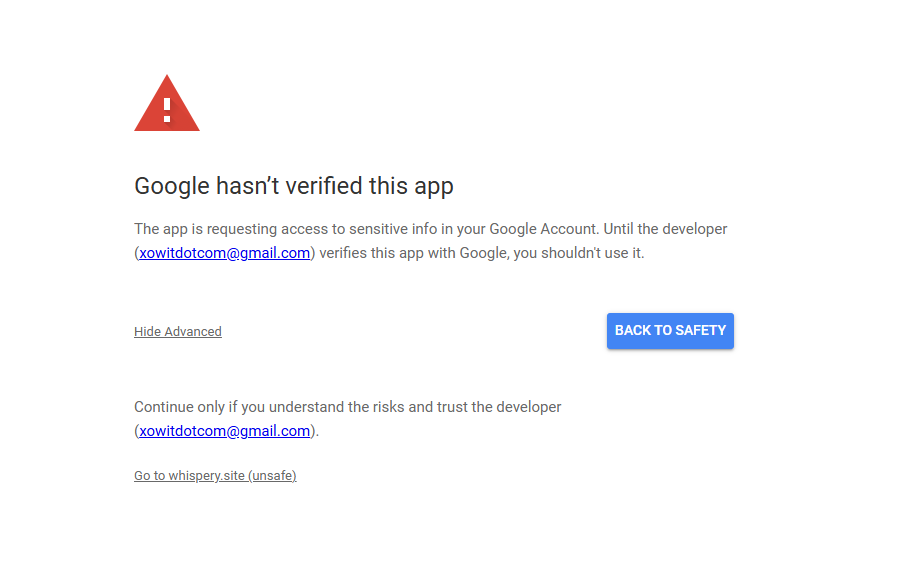 Google hasn’t verified this app
The app is requesting access to sensitive info in your Google Account. Until the developer
(xowitdotcom@gmail.com) verifies this app with Google, you shouldn't use it.
Hide Advanced
BACK TO SAFETY
Continue only if you understand the risks and trust the developer
(xowitdotcom@gmail.com).
Go to whispery.site (unsafe)